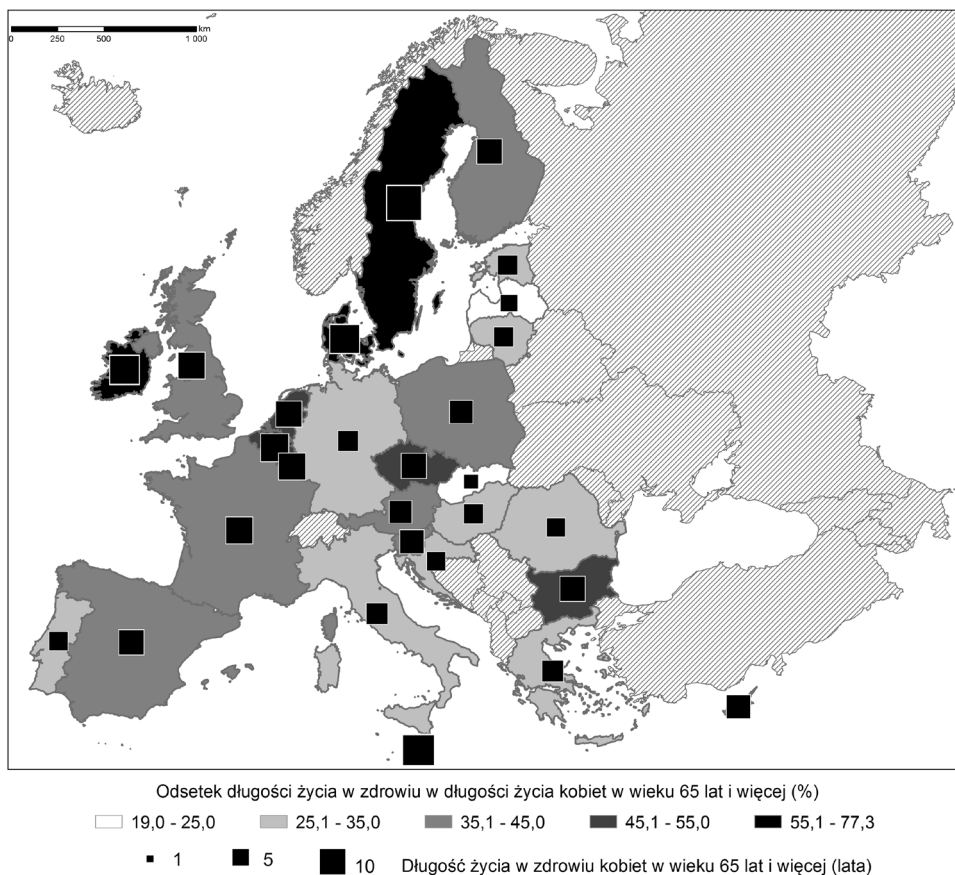 km
0 250 500 1 000
Odsetek długości życia w zdrowiu w długości życia kobiet w wieku 65 lat i więcej (%)
19,0 - 25,0 25,1 - 35,0 35,1 - 45,0 45,1 - 55,0 55,1 - 77,3
1 5 10 Długość życia w zdrowiu kobiet w wieku 65 lat i więcej (lata)